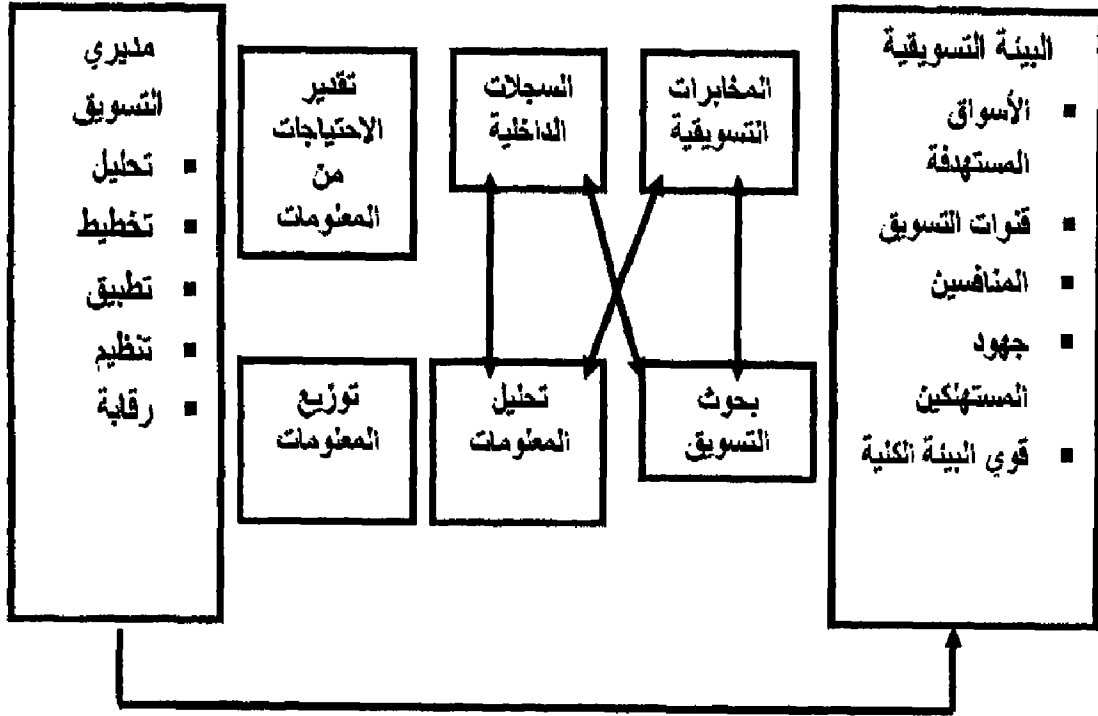 البيئة التسويقية
▪ الأسواق
المستهدفة
▪ قنوات التسويق
▪ المنافسين
▪ جهود
المستهلكين
▪ قوي البيئة الكلية
المخابرات
التسويقية
السجلات
الداخلية
تقدير
الاحتياجات
من
المعلومات
مديري
التسويق
▪ تحليل
▪ تخطيط
▪ تطبيق
▪ تنظيم
▪ رقابة
بحوث
التسويق
تحليل
المعلومات
توزيع
المعلومات